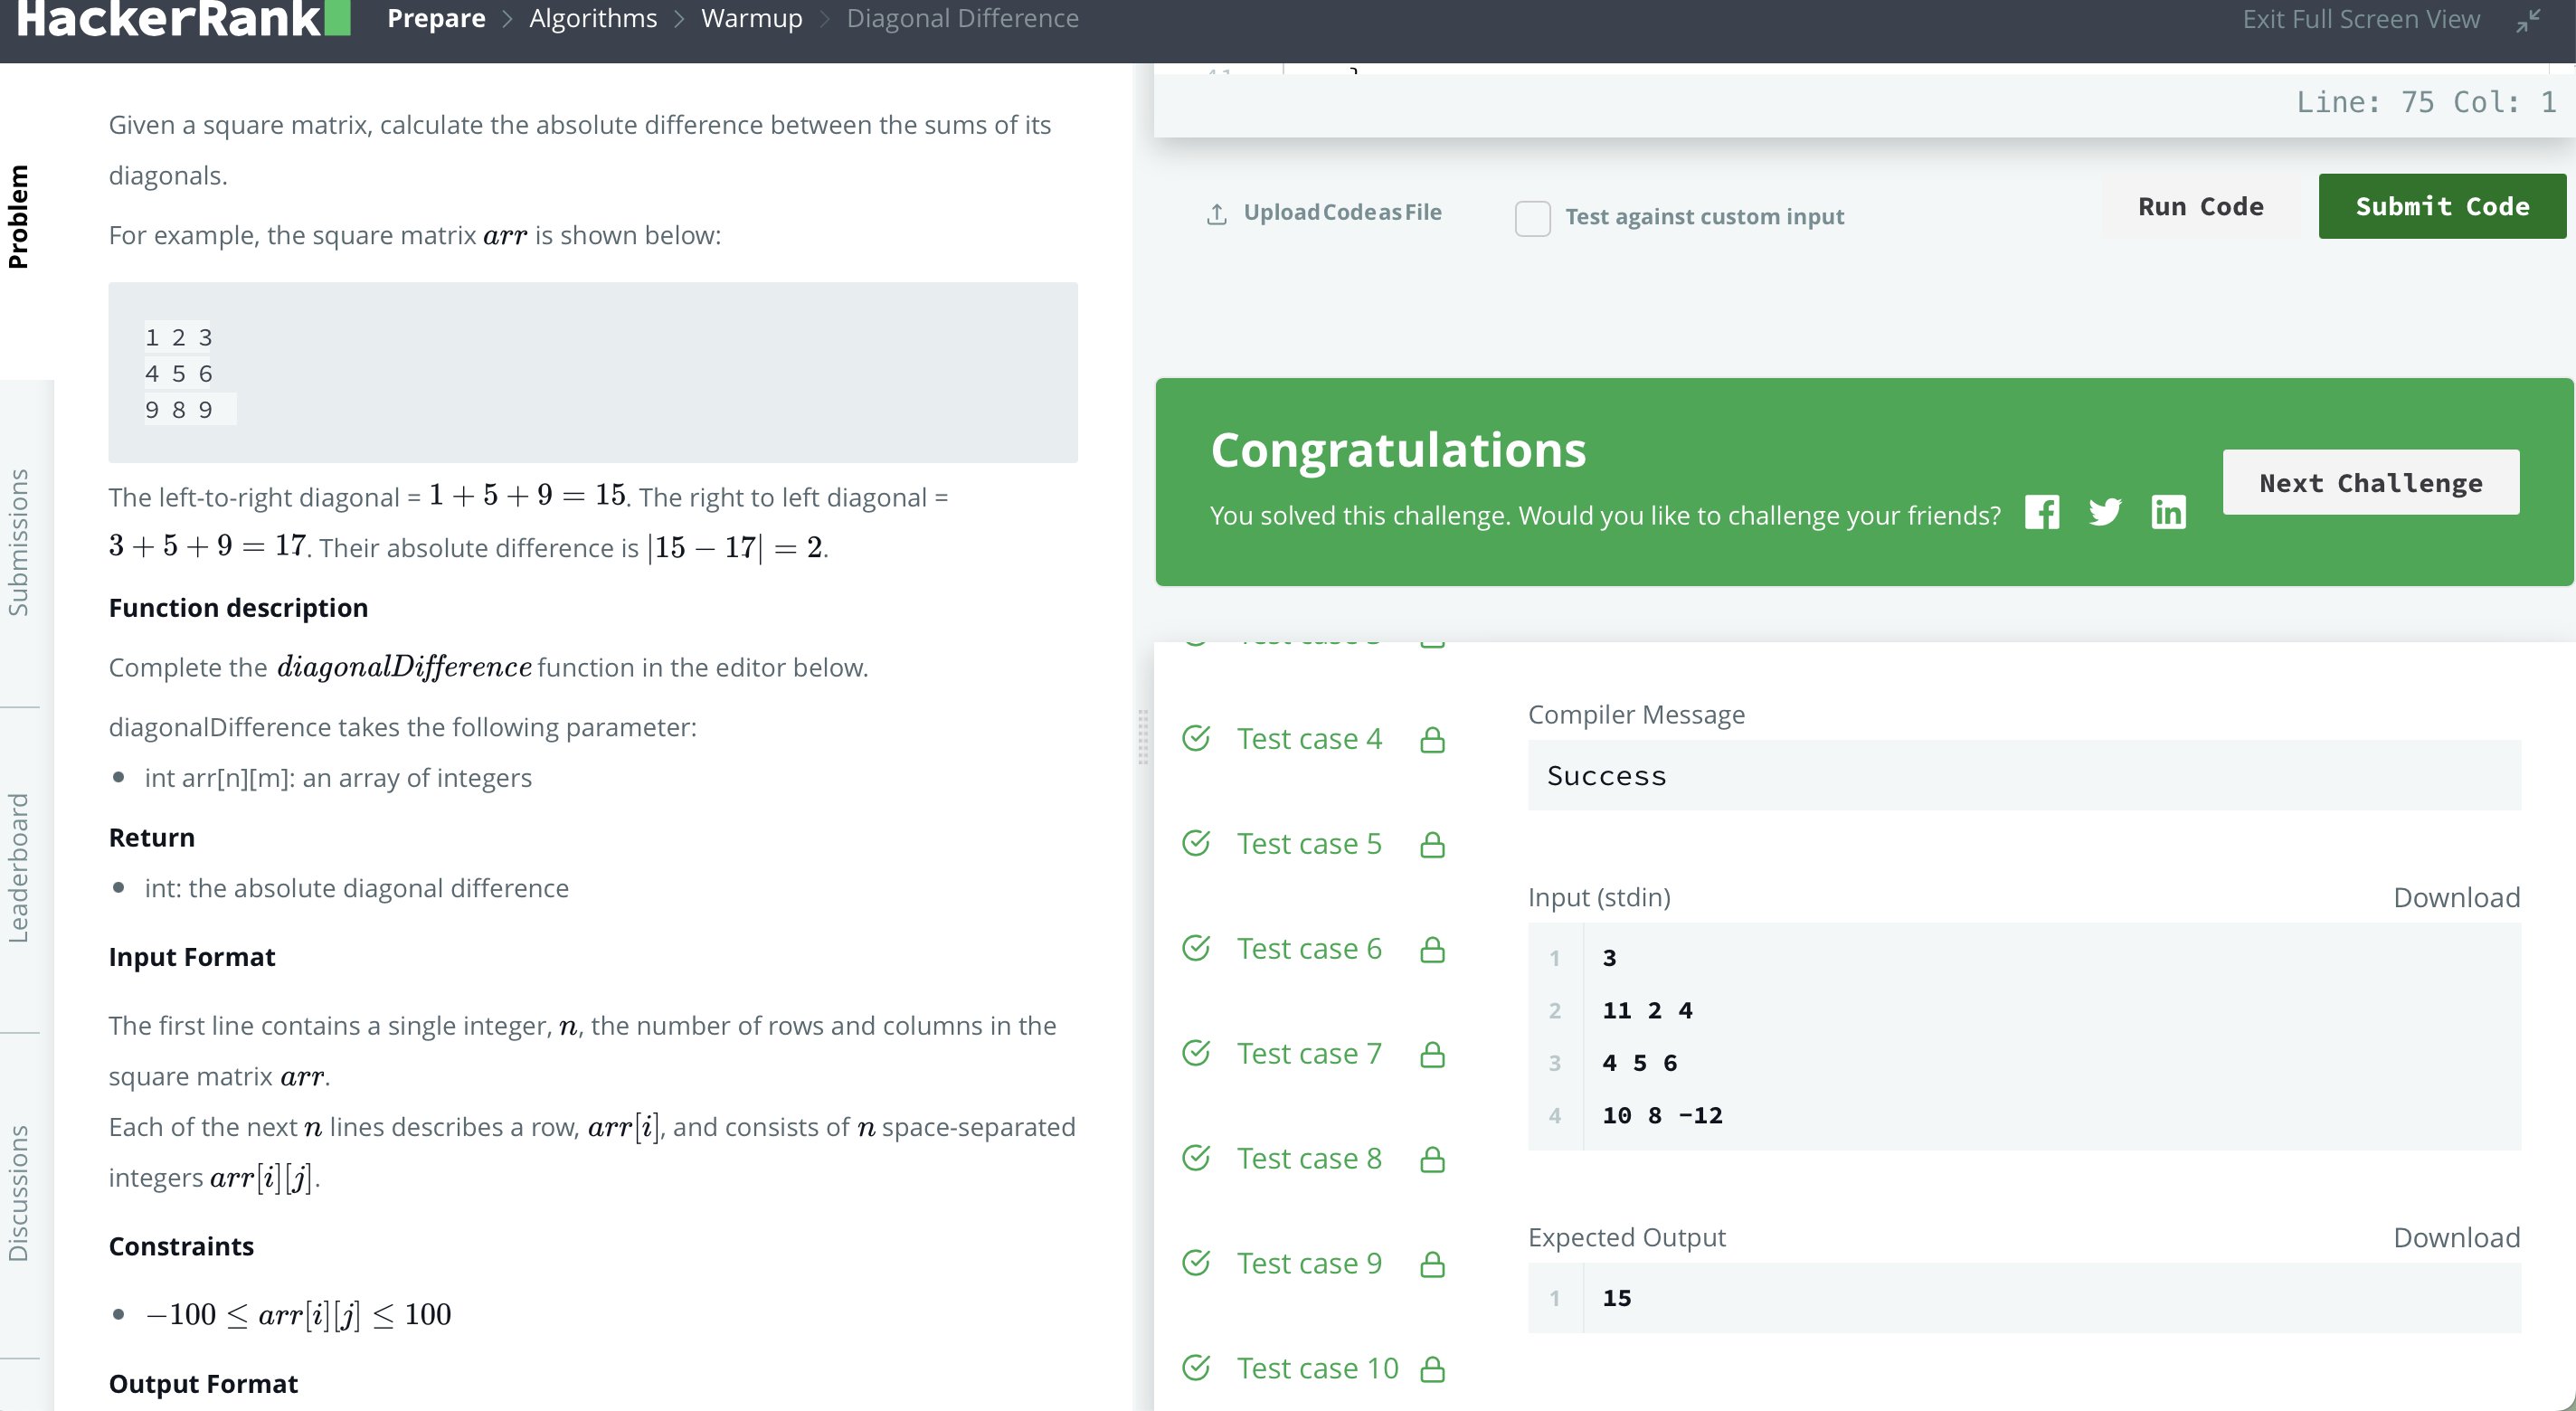 HackerRank
Prepare > Algorithms > Warmup > Diagonal Difference
Exit Full Screen View
Problem
Submissions
Leaderboard
Discussions
Given a square matrix, calculate the absolute difference between the sums of its
diagonals.
For example, the square matrix arr is shown below:
1 2 3
4 5 6
9 8 9
The left-to-right diagonal = 1 + 5 + 9 = 15. The right to left diagonal =
3 + 5 + 9 = 17. Their absolute difference is |15 − 17| = 2.
Function description
Complete the diagonalDifference function in the editor below.
diagonalDifference takes the following parameter:
• int arr[n][m]: an array of integers
Return
• int: the absolute diagonal difference
Input Format
The first line contains a single integer, n, the number of rows and columns in the
square matrix arr.
Each of the next n lines describes a row, arr[i], and consists of n space-separated
integers arr[i][j].
Constraints
• −100 ≤ arr[i][j] ≤ 100
Output Format
Line: 75 Col: 1
Upload Code as File
Test against custom input
Run Code
Submit Code
Congratulations
You solved this challenge. Would you like to challenge your friends?
Next Challenge
Test case 4
Test case 5
Test case 6
Test case 7
Test case 8
Test case 9
Test case 10
Compiler Message
Success
Input (stdin)
Download
1 3
2 11 2 4
3 4 5 6
4 10 8 -12
Expected Output
Download
1 15